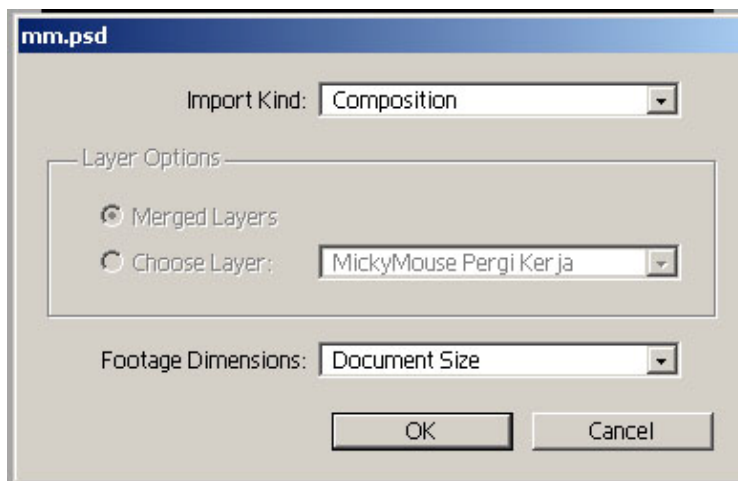 mm.psd
Import Kind: Composition
Layer Options
Merged Layers
Choose Layer: MickyMouse Pergi Kerja
Footage Dimensions: Document Size
OK Cancel